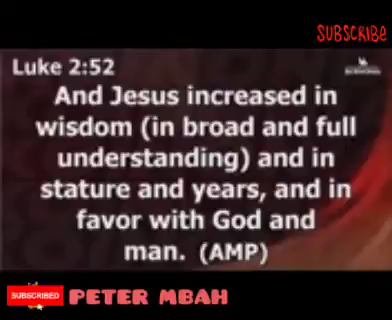 SUBSCRIBE
Luke 2:52
And Jesus increased in
wisdom (in broad and full
understanding) and in
stature and years, and in
favor with God and
man. (AMP)
SUBSCRIBED
PETER MBAH